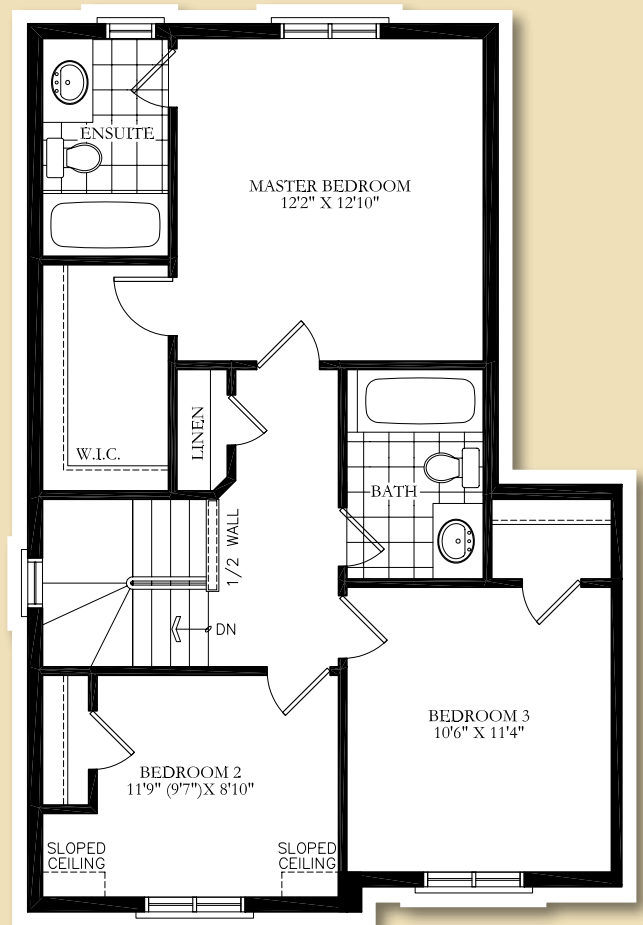 ENSUITE
MASTER BEDROOM
12'2" X 12'10"
LINEN
W.I.C.
BATH
1/2 WALL
DN
BEDROOM 3
10'6" X 11'4"
BEDROOM 2
11'9" (9'7")X 8'10"
SLOPED
CEILING
SLOPED
CEILING